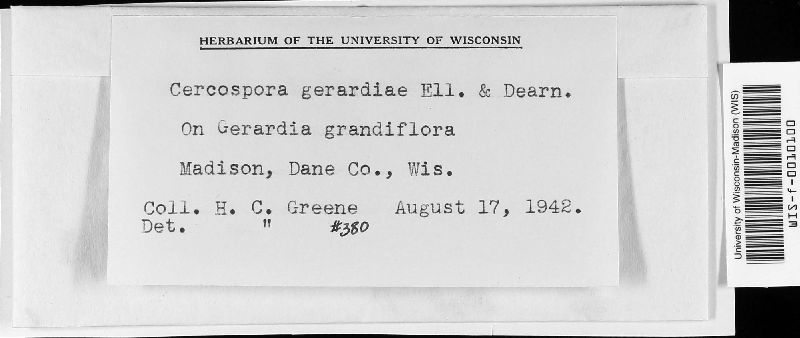 HERBARIUM OF THE UNIVERSITY OF WISCONSIN
Cercospora gerardiae Ell. & Dearn.
On Gerardia grandiflora
Madison, Dane Co., Wis.
Coll. H. C. Greene August 17, 1942.
Det. " #380
University of Wisconsin-Madison (WIS)
WIS-f-0010100